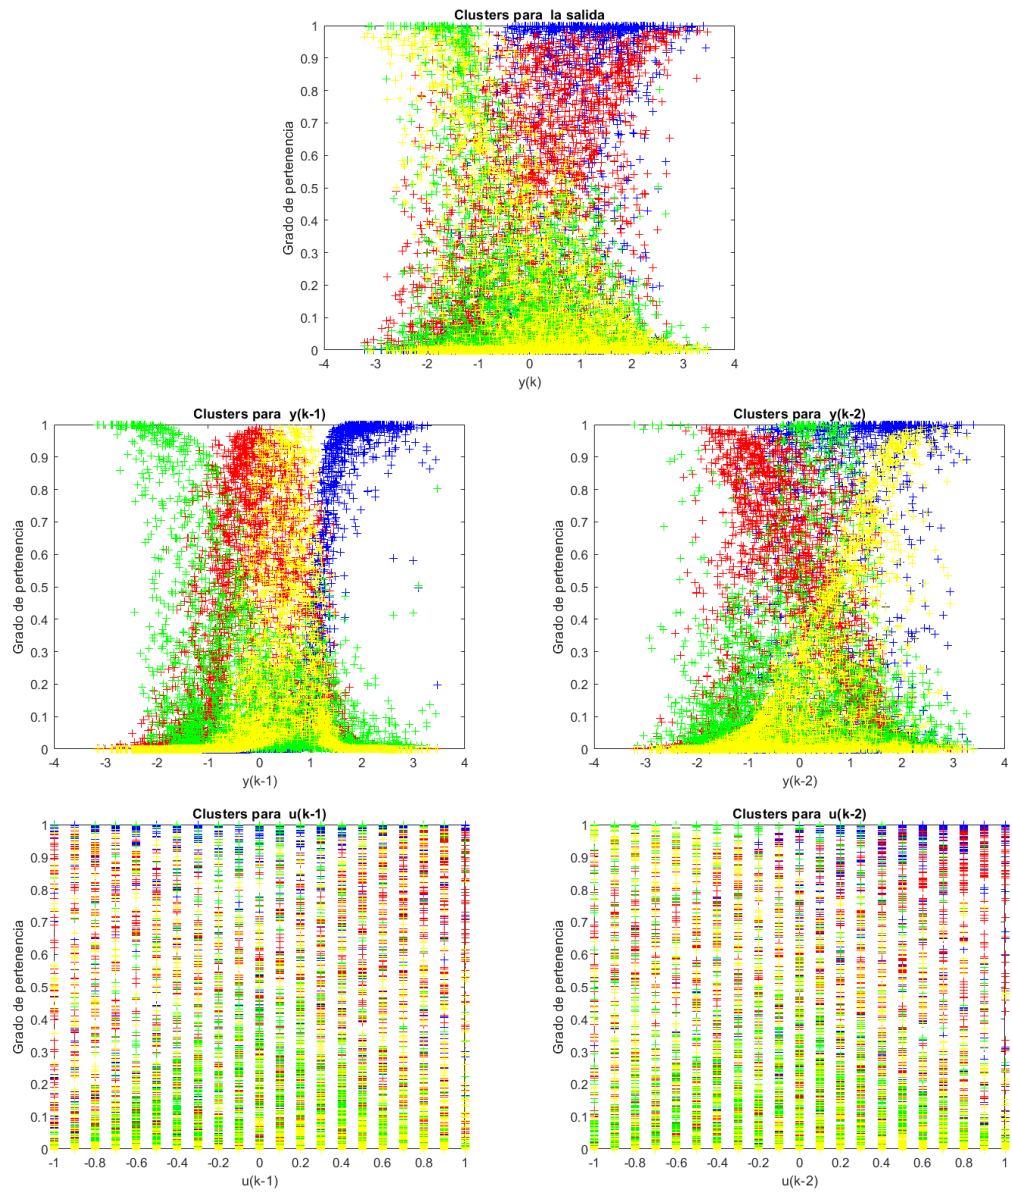 Clusters para  la salida
Grado de pertenencia
1
0.9
0.8
0.7
0.6
0.5
0.4
0.3
0.2
0.1
0
-4 -3 -2 -1 0 1 2 3 4
y(k)
Clusters para  y(k-1)
Grado de pertenencia
1
0.9
0.8
0.7
0.6
0.5
0.4
0.3
0.2
0.1
0
-4 -3 -2 -1 0 1 2 3 4
y(k-1)
Clusters para  y(k-2)
Grado de pertenencia
1
0.9
0.8
0.7
0.6
0.5
0.4
0.3
0.2
0.1
0
-4 -3 -2 -1 0 1 2 3 4
y(k-2)
Clusters para  u(k-1)
Grado de pertenencia
1
0.9
0.8
0.7
0.6
0.5
0.4
0.3
0.2
0.1
0
-1 -0.8 -0.6 -0.4 -0.2 0 0.2 0.4 0.6 0.8 1
u(k-1)
Clusters para  u(k-2)
Grado de pertenencia
1
0.9
0.8
0.7
0.6
0.5
0.4
0.3
0.2
0.1
0
-1 -0.8 -0.6 -0.4 -0.2 0 0.2 0.4 0.6 0.8 1
u(k-2)